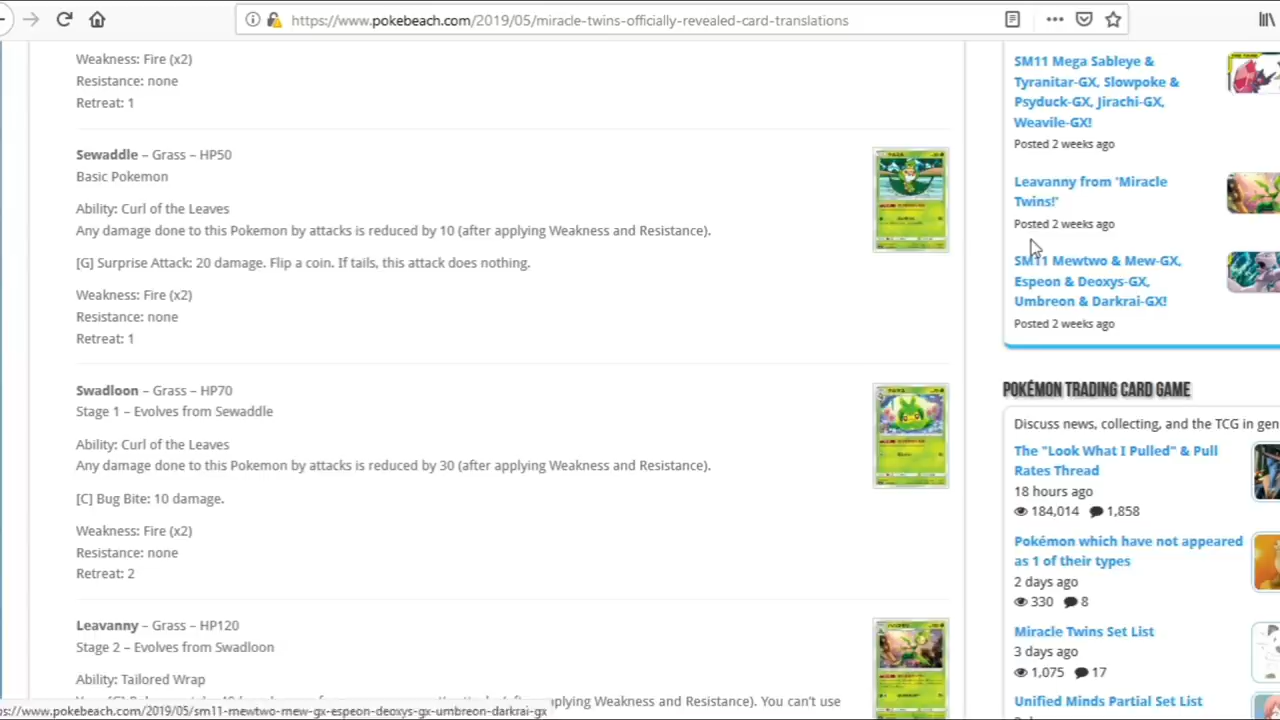 https://www.pokebeach.com/2019/05/miracle-twins-officially-revealed-card-translations
Weakness: Fire (x2)
Resistance: none
Retreat: 1
Sewaddle – Grass – HP50
Basic Pokemon
Ability: Curl of the Leaves
Any damage done to this Pokemon by attacks is reduced by 10 (after applying Weakness and Resistance).
[G] Surprise Attack: 20 damage. Flip a coin. If tails, this attack does nothing.
Weakness: Fire (x2)
Resistance: none
Retreat: 1
Swadloon – Grass – HP70
Stage 1 – Evolves from Sewaddle
Ability: Curl of the Leaves
Any damage done to this Pokemon by attacks is reduced by 30 (after applying Weakness and Resistance).
[C] Bug Bite: 10 damage.
Weakness: Fire (x2)
Resistance: none
Retreat: 2
Leavanny – Grass – HP120
Stage 2 – Evolves from Swadloon
Ability: Tailored Wrap
plying Weakness and Resistance). You can't use
ps://www.pokebeach.com/2019/05/sm11-mewtwo-mew-gx-espeon-deoxys-gx-umbreon-darkrai-gx
SM11 Mega Sableye &
Tyranitar-GX, Slowpoke &
Psyduck-GX, Jirachi-GX,
Weavile-GX!
Posted 2 weeks ago
Leavanny from 'Miracle
Twins!'
Posted 2 weeks ago
SM11 Mewtwo & Mew-GX,
Espeon & Deoxys-GX,
Umbreon & Darkrai-GX!
Posted 2 weeks ago
POKÉMON TRADING CARD GAME
Discuss news, collecting, and the TCG in gen
The "Look What I Pulled" & Pull
Rates Thread
18 hours ago
184,014 1,858
Pokémon which have not appeared
as 1 of their types
2 days ago
330 8
Miracle Twins Set List
3 days ago
1,075 17
Unified Minds Partial Set List